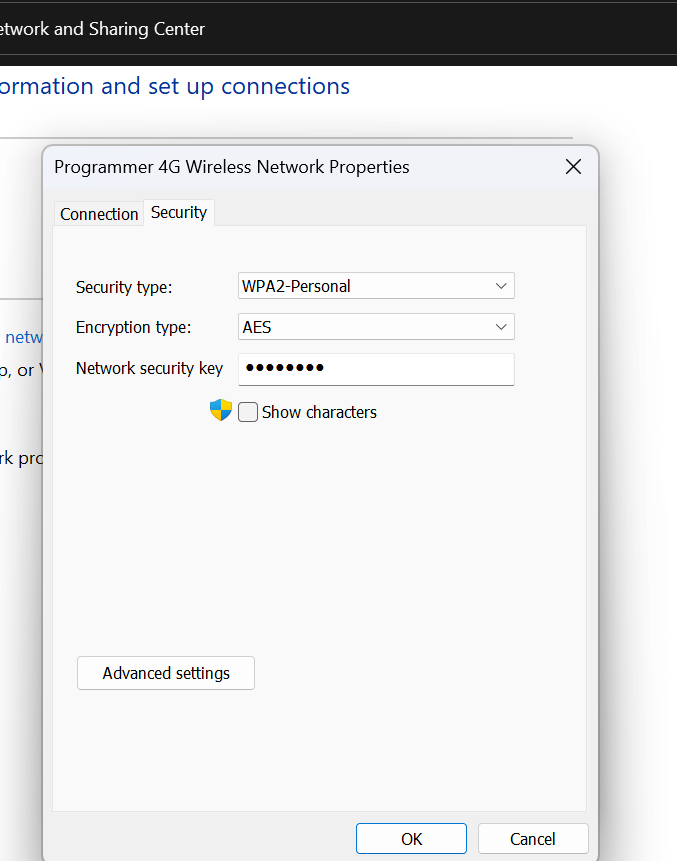 etwork and Sharing Center
ormation and set up connections
Programmer 4G Wireless Network Properties
Connection Security
Security type: WPA2-Personal
netw
Encryption type: AES
p, or
Network security key ●●●●●●●●
Show characters
rk pro
Advanced settings
OK Cancel